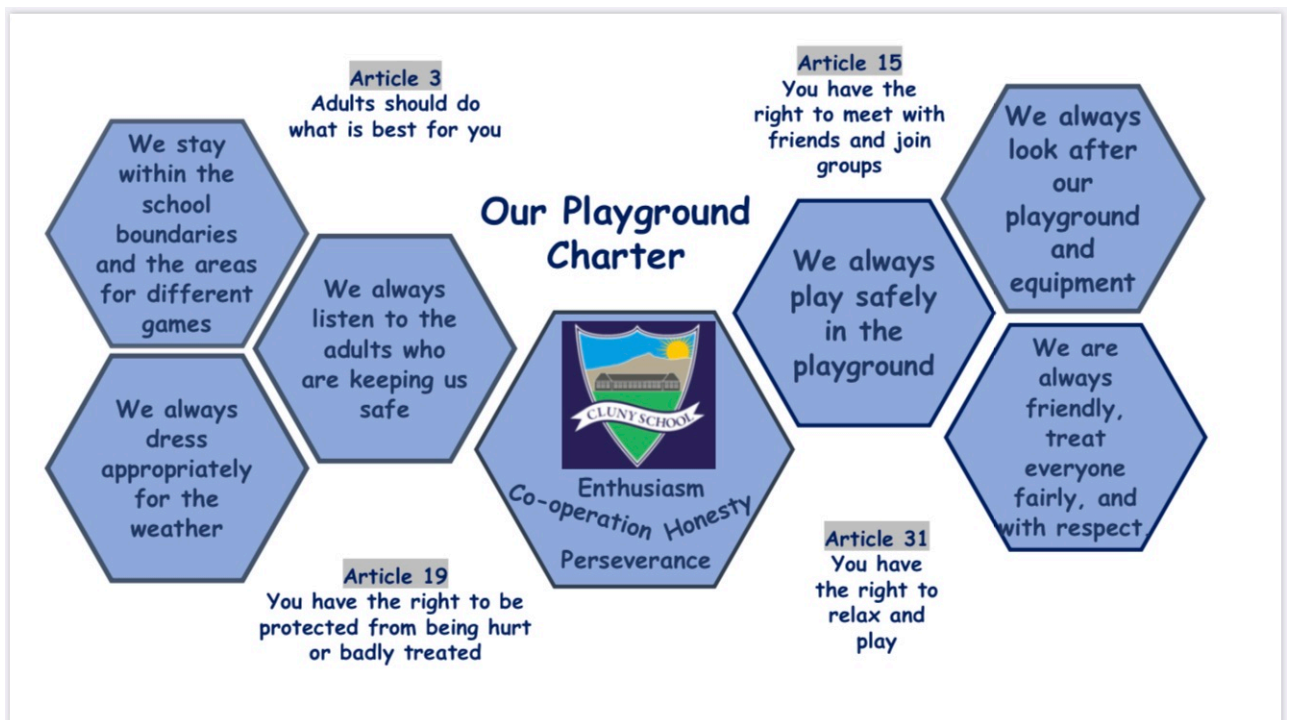 Article 3
Adults should do
what is best for you
Article 15
You have the
right to meet with
friends and join
groups
We stay
within the
school
boundaries
and the areas
for different
games
We always
listen to the
adults who
are keeping us
safe
Our Playground
Charter
We always
play safely
in the
playground
We always
look after
our
playground
and
equipment
We always
dress
appropriately
for the
weather
CLUNY SCHOOL
Enthusiasm
Co-operation Honesty
Perseverance
We are
always
friendly,
treat
everyone
fairly, and
with respect.
Article 19
You have the right to be
protected from being hurt
or badly treated
Article 31
You have
the right to
relax and
play